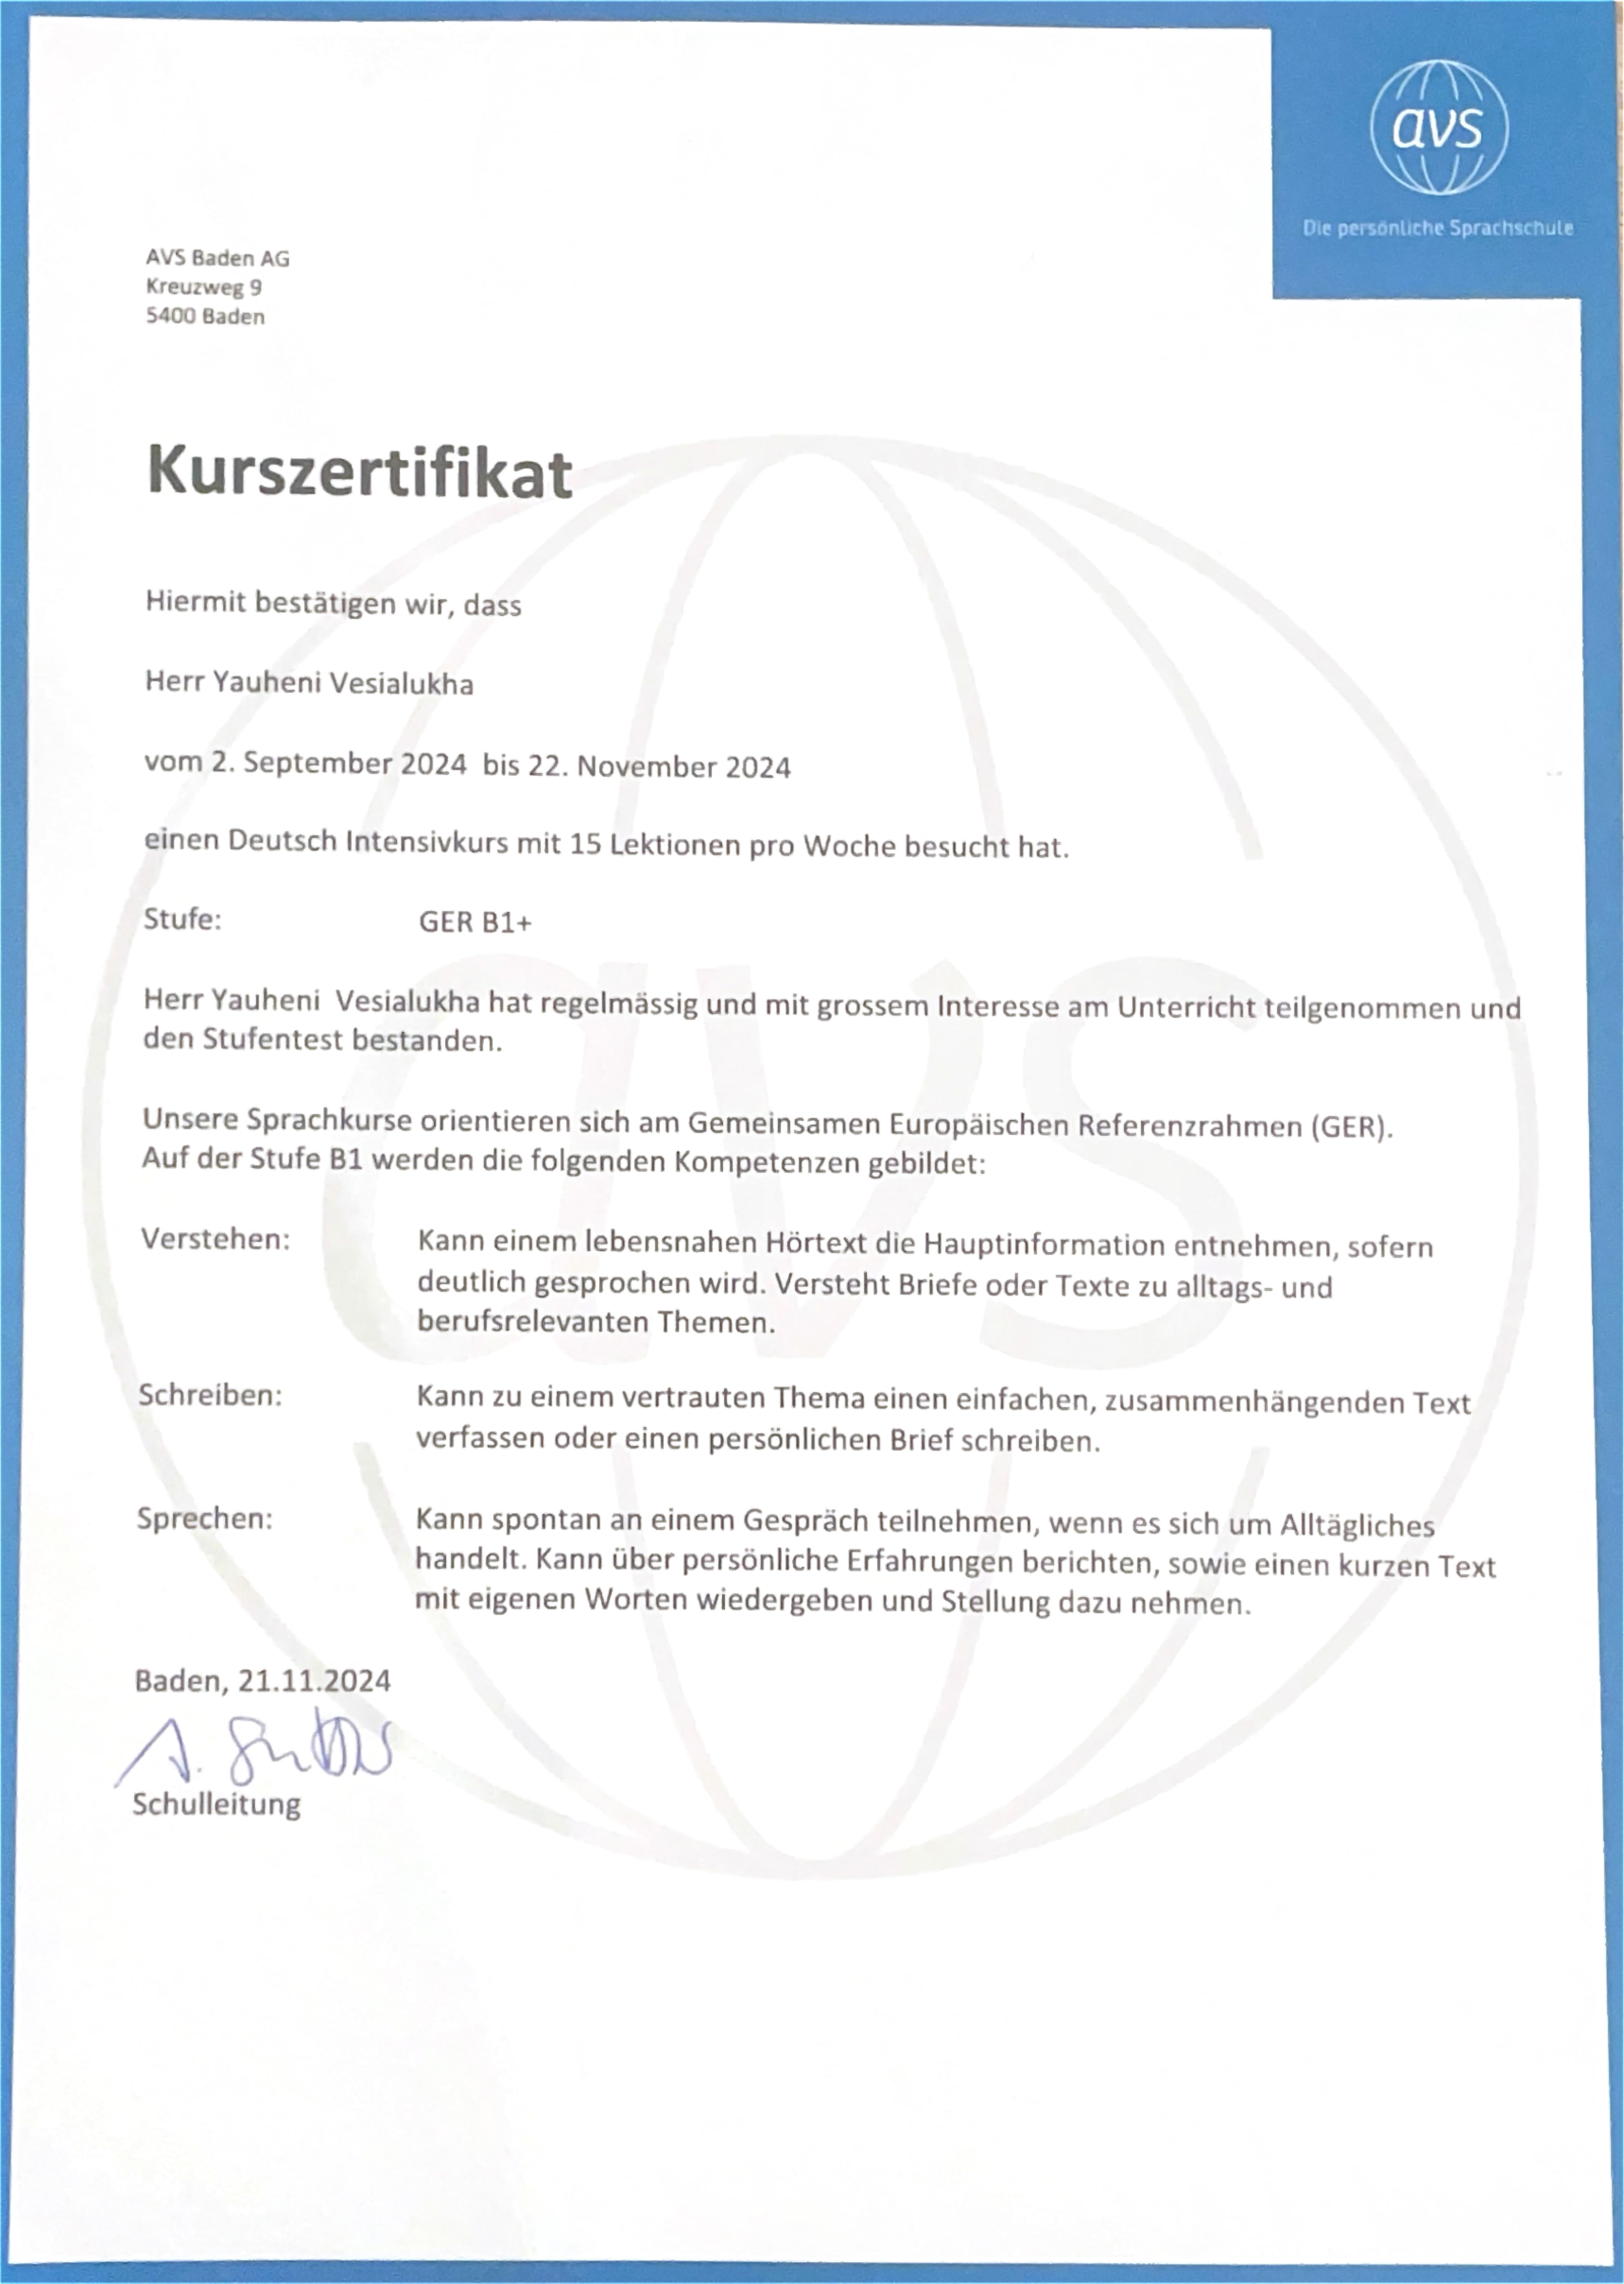 avs
Die persönliche Sprachschule
AVS Baden AG
Kreuzweg 9
5400 Baden
Kurszertifikat
Hiermit bestätigen wir, dass
Herr Yauheni Vesialukha
vom 2. September 2024  bis 22. November 2024
einen Deutsch Intensivkurs mit 15 Lektionen pro Woche besucht hat.
Stufe: GER B1+
Herr Yauheni  Vesialukha hat regelmässig und mit grossem Interesse am Unterricht teilgenommen und
den Stufentest bestanden.
Unsere Sprachkurse orientieren sich am Gemeinsamen Europäischen Referenzrahmen (GER).
Auf der Stufe B1 werden die folgenden Kompetenzen gebildet:
Verstehen: Kann einem lebensnahen Hörtext die Hauptinformation entnehmen, sofern
deutlich gesprochen wird. Versteht Briefe oder Texte zu alltags- und
berufsrelevanten Themen.
Schreiben: Kann zu einem vertrauten Thema einen einfachen, zusammenhängenden Text
verfassen oder einen persönlichen Brief schreiben.
Sprechen: Kann spontan an einem Gespräch teilnehmen, wenn es sich um Alltägliches
handelt. Kann über persönliche Erfahrungen berichten, sowie einen kurzen Text
mit eigenen Worten wiedergeben und Stellung dazu nehmen.
Baden, 21.11.2024
A.
Schulleitung
avs